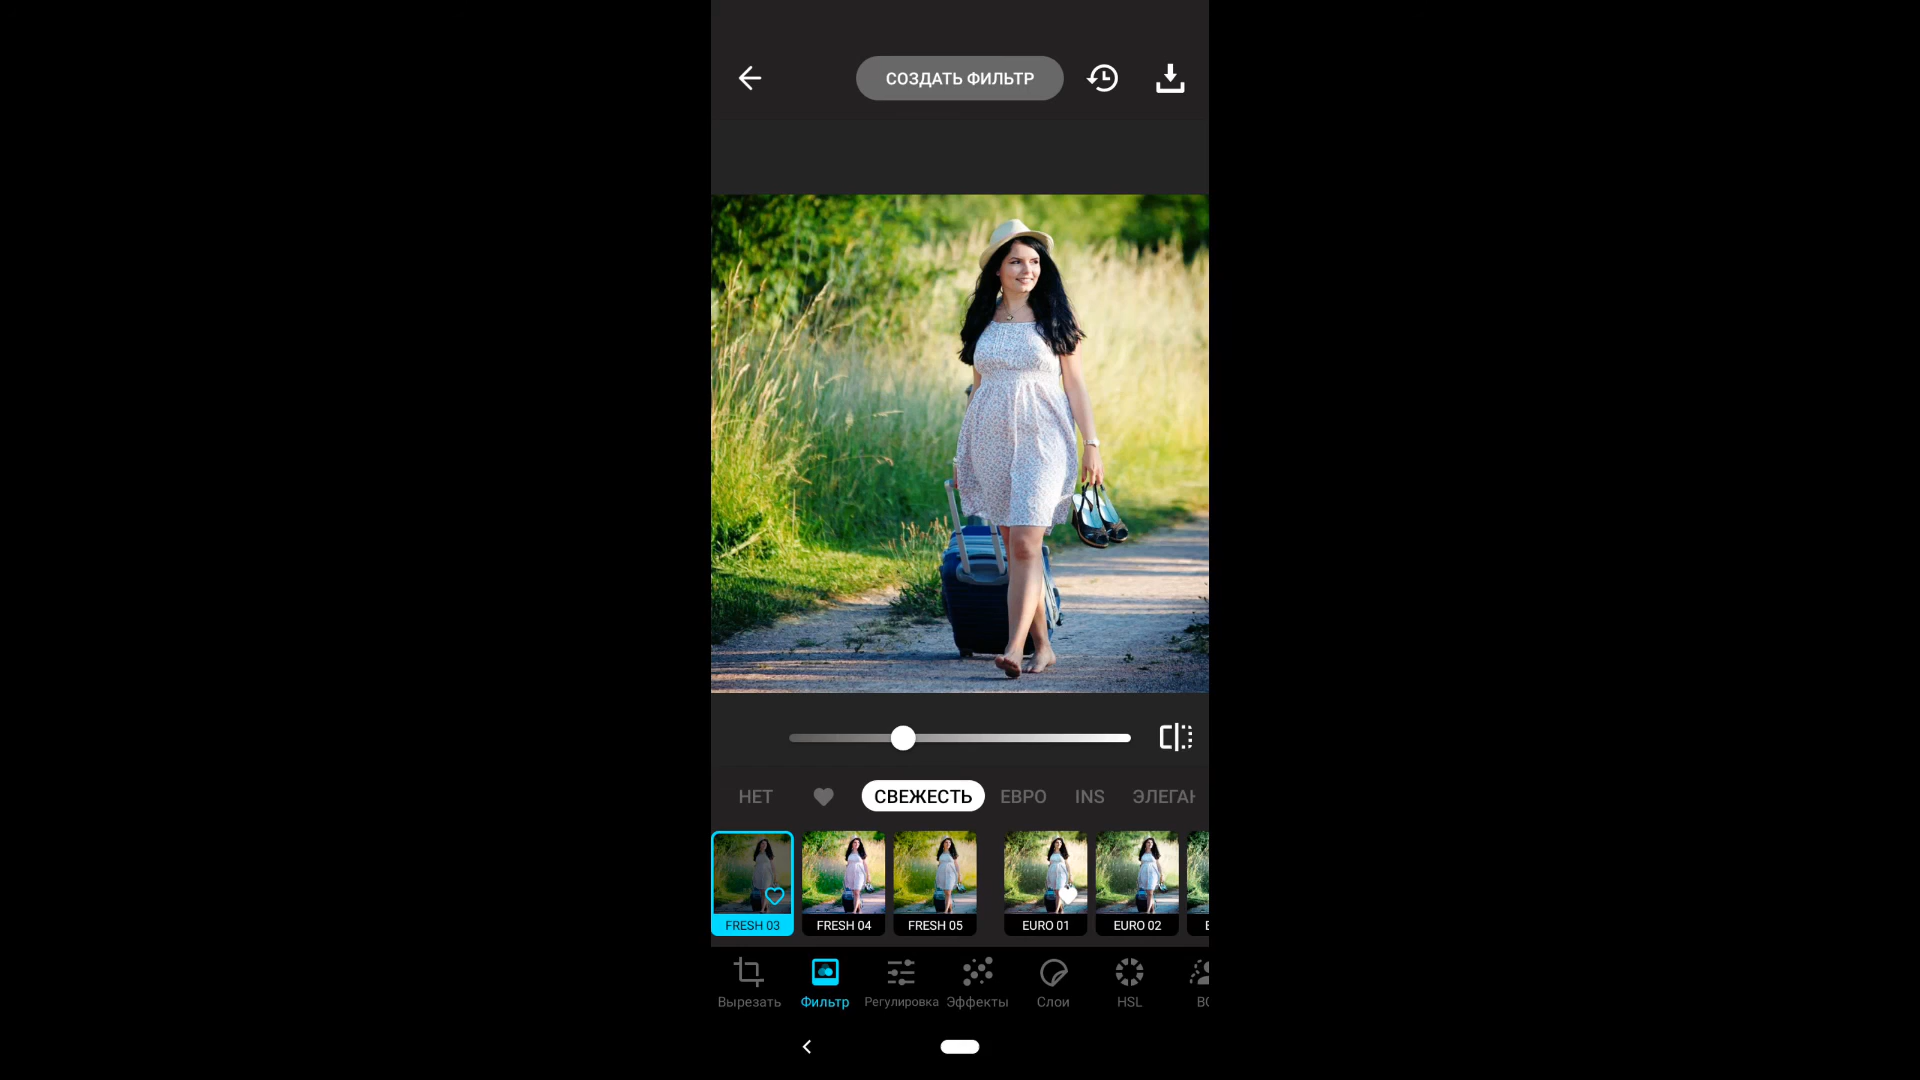 СОЗДАТЬ ФИЛЬТР
НЕТ СВЕЖЕСТЬ ЕВРО INS ЭЛЕГАН
FRESH 03 FRESH 04 FRESH 05 EURO 01 EURO 02 E
Вырезать Фильтр Регулировка Эффекты Слои HSL